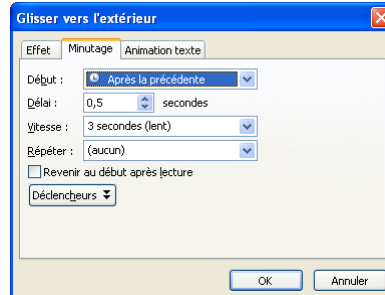 Glisser vers l'extérieur
Effet Minutage Animation texte
Début : Après la précédente
Délai : 0,5 secondes
Vitesse : 3 secondes (lent)
Répéter : (aucun)
Revenir au début après lecture
Déclencheurs
OK Annuler